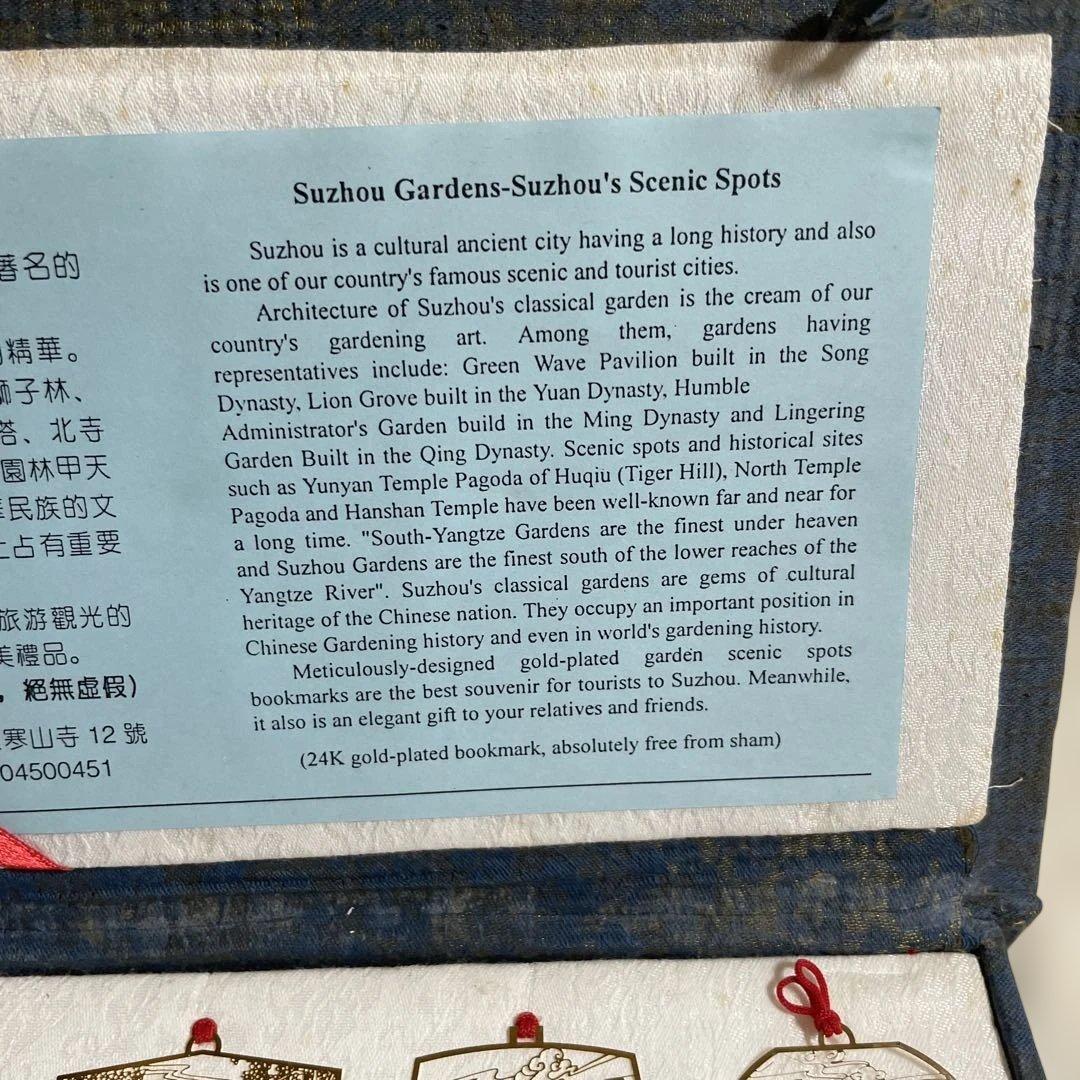 著名的
精華。
獅子林、
塔、北寺
園林甲天
民族的文
上占有重要
旅游觀光的
美禮品。
，絕無虛假）
寒山寺 12 號
04500451
Suzhou Gardens-Suzhou's Scenic Spots
Suzhou is a cultural ancient city having a long history and also
is one of our country's famous scenic and tourist cities.
Architecture of Suzhou's classical garden is the cream of our
country's gardening art. Among them, gardens having
representatives include: Green Wave Pavilion built in the Song
Dynasty, Lion Grove built in the Yuan Dynasty, Humble
Administrator's Garden build in the Ming Dynasty and Lingering
Garden Built in the Qing Dynasty. Scenic spots and historical sites
such as Yunyan Temple Pagoda of Huqiu (Tiger Hill), North Temple
Pagoda and Hanshan Temple have been well-known far and near for
a long time. "South-Yangtze Gardens are the finest under heaven
and Suzhou Gardens are the finest south of the lower reaches of the
Yangtze River". Suzhou's classical gardens are gems of cultural
heritage of the Chinese nation. They occupy an important position in
Chinese Gardening history and even in world's gardening history.
Meticulously-designed gold-plated garden scenic spots
bookmarks are the best souvenir for tourists to Suzhou. Meanwhile,
it also is an elegant gift to your relatives and friends.
(24K gold-plated bookmark, absolutely free from sham)